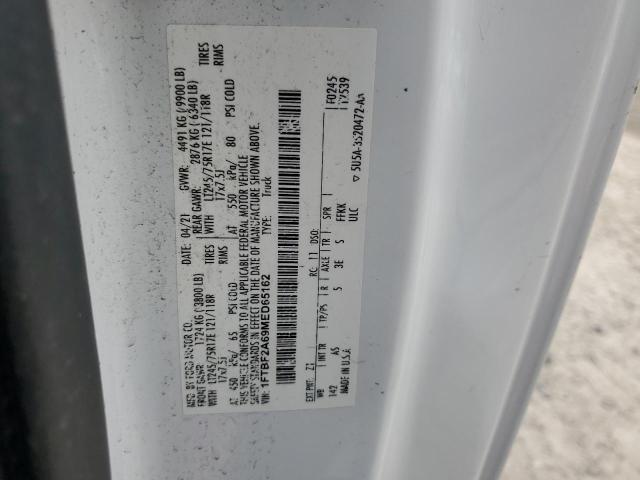 MFD. BY FORD MOTOR CO.
DATE: 04/21 GVWR: 4491 KG (9900 LB)
FRONT GAWR: 1724 KG (3800 LB) REAR GAWR: 2876 KG (6340 LB)
WITH LT245/75R17E 121/118R TIRES WITH LT245/75R17E 121/118R TIRES
17x7.5J RIMS 17x7.5J RIMS
AT 450 kPa/ 65 PSI COLD AT 550 kPa/ 80 PSI COLD
THIS VEHICLE CONFORMS TO ALL APPLICABLE FEDERAL MOTOR VEHICLE
SAFETY STANDARDS IN EFFECT ON THE DATE OF MANUFACTURE SHOWN ABOVE.
VIN: 1FTBF2A69MED65162 TYPE: Truck
F0245
EXT PNT: Z1 RC: 11 DSO:
WB INT TR TP/PS R AXLE TR SPR
142 AS 5 3E S FFKK
MADE IN U.S.A. ULC
5U5A-3520472-AA